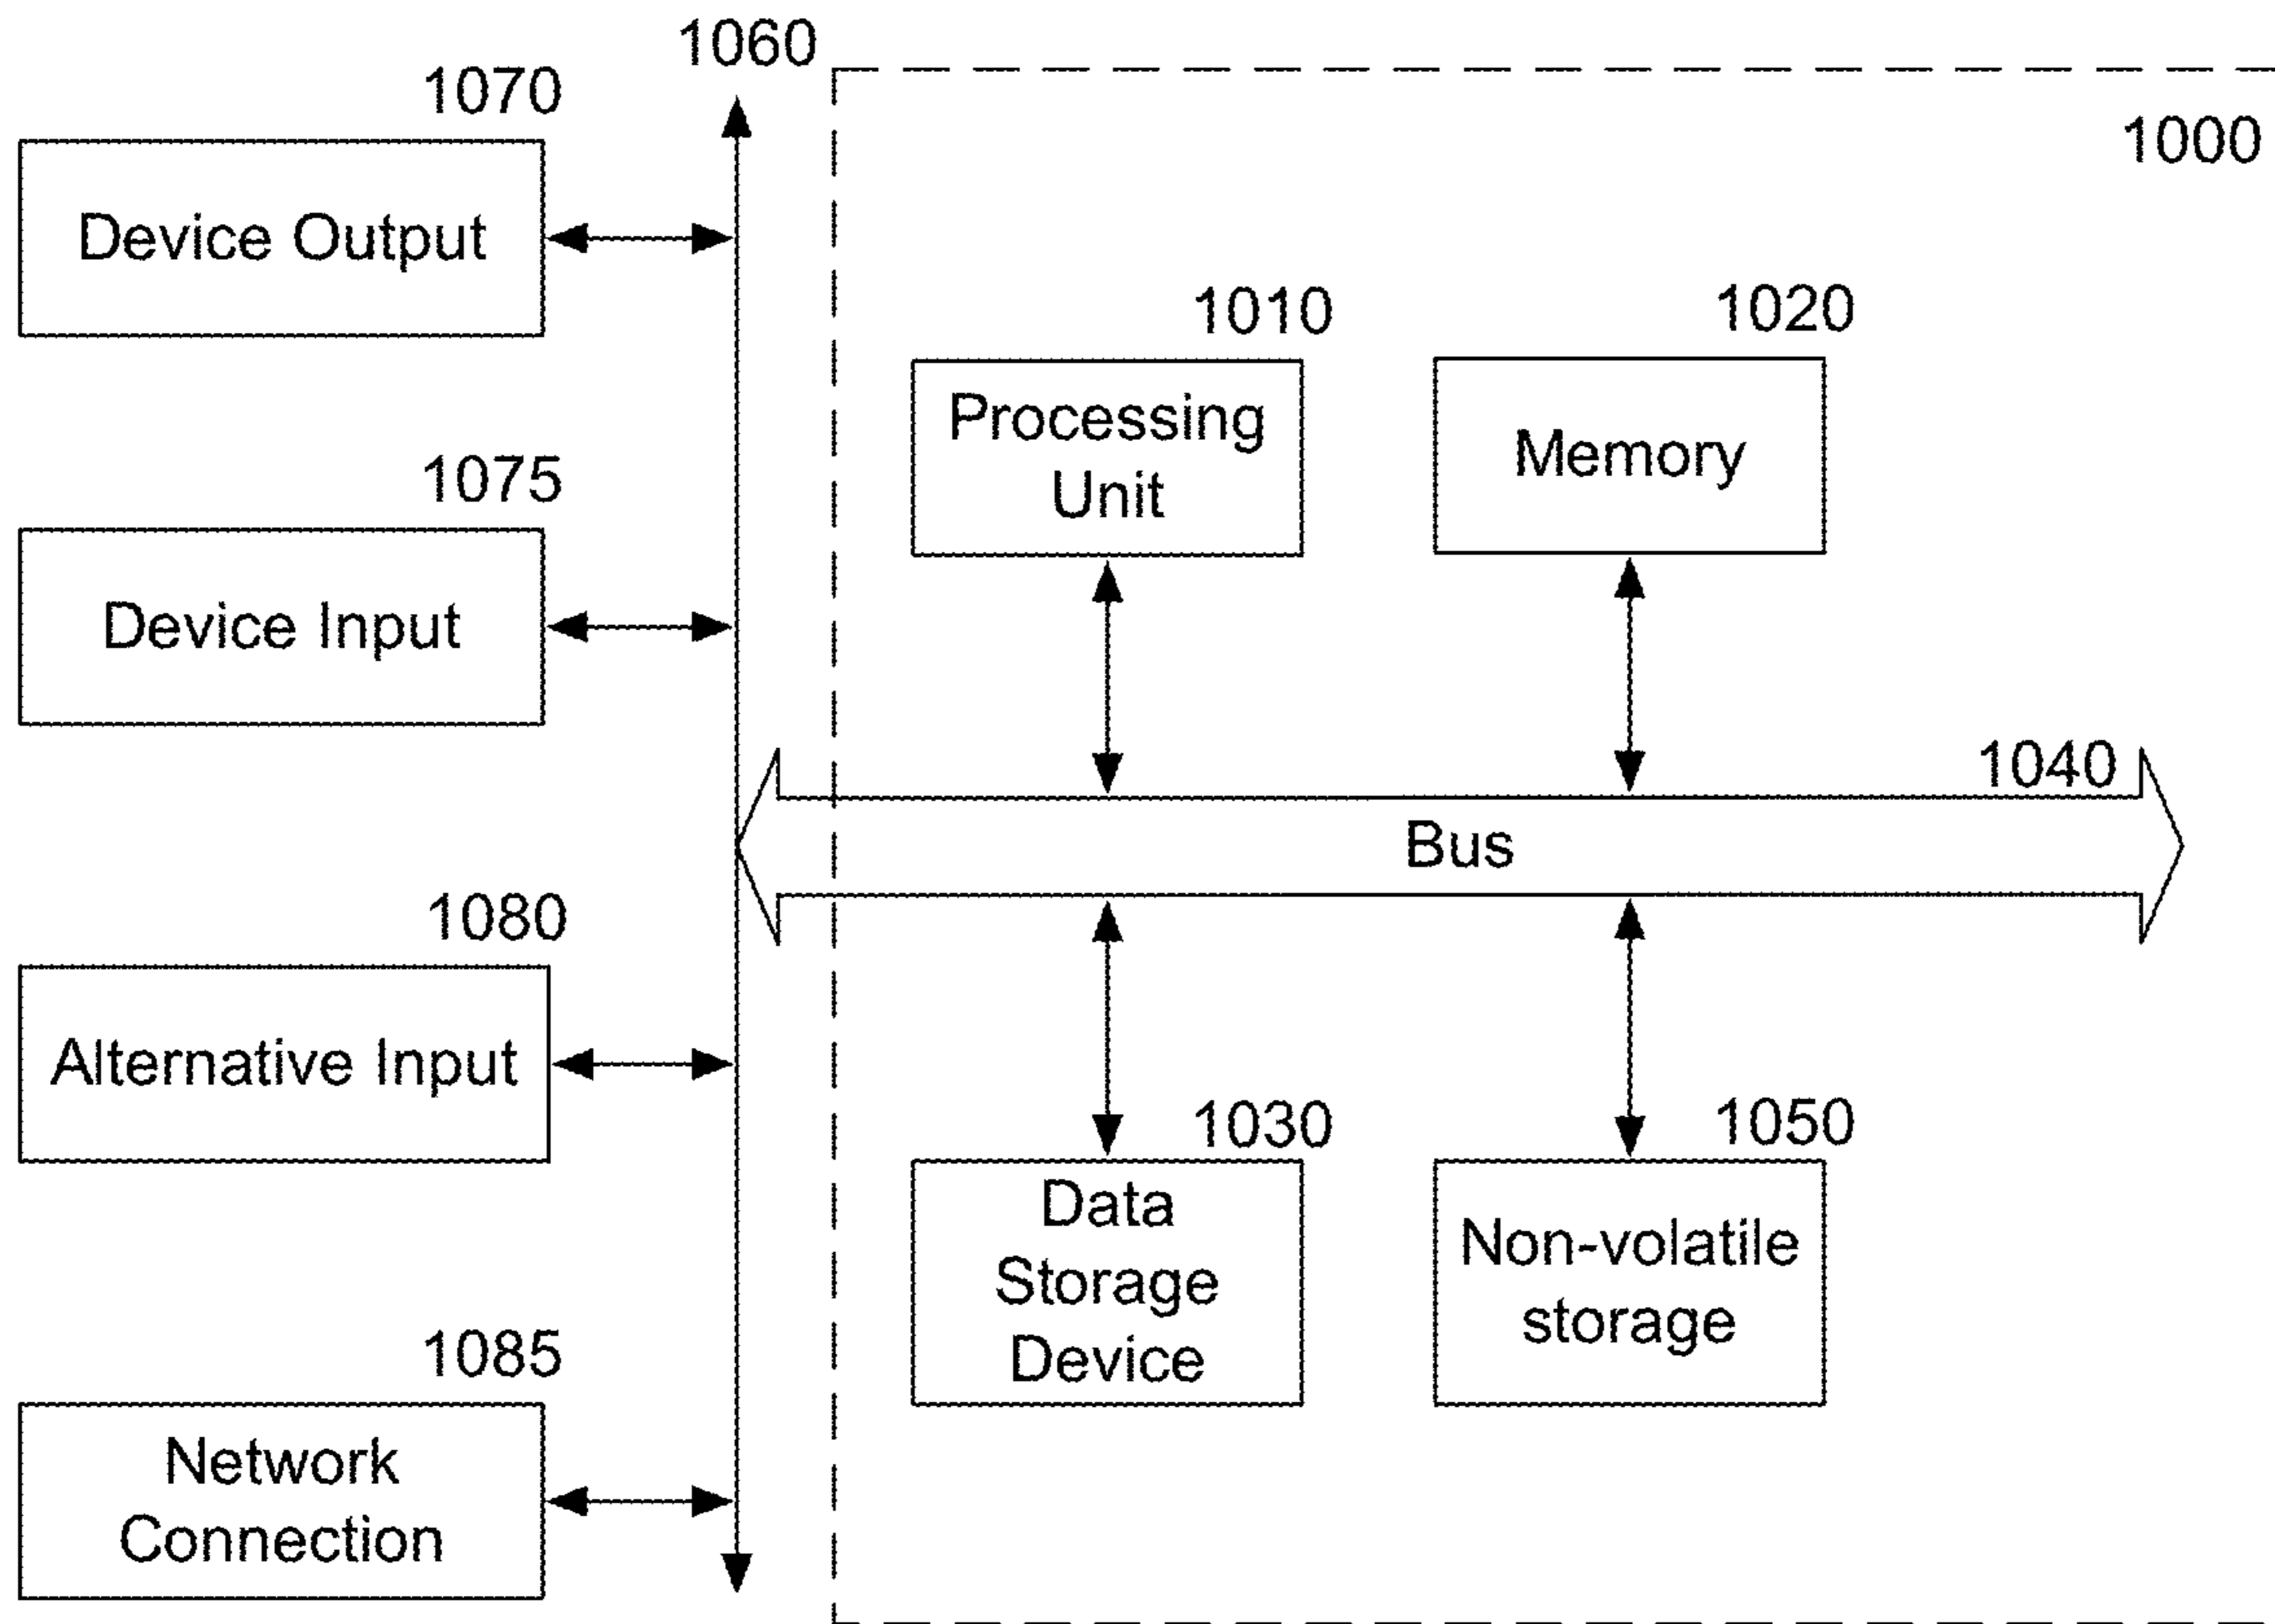 1060
1070
1000
Device Output
1010
1020
Processing
Unit
Memory
1075
Device Input
1040
Bus
1080
Alternative Input
1030
1050
Data
Storage
Device
Non-volatile
storage
1085
Network
Connection